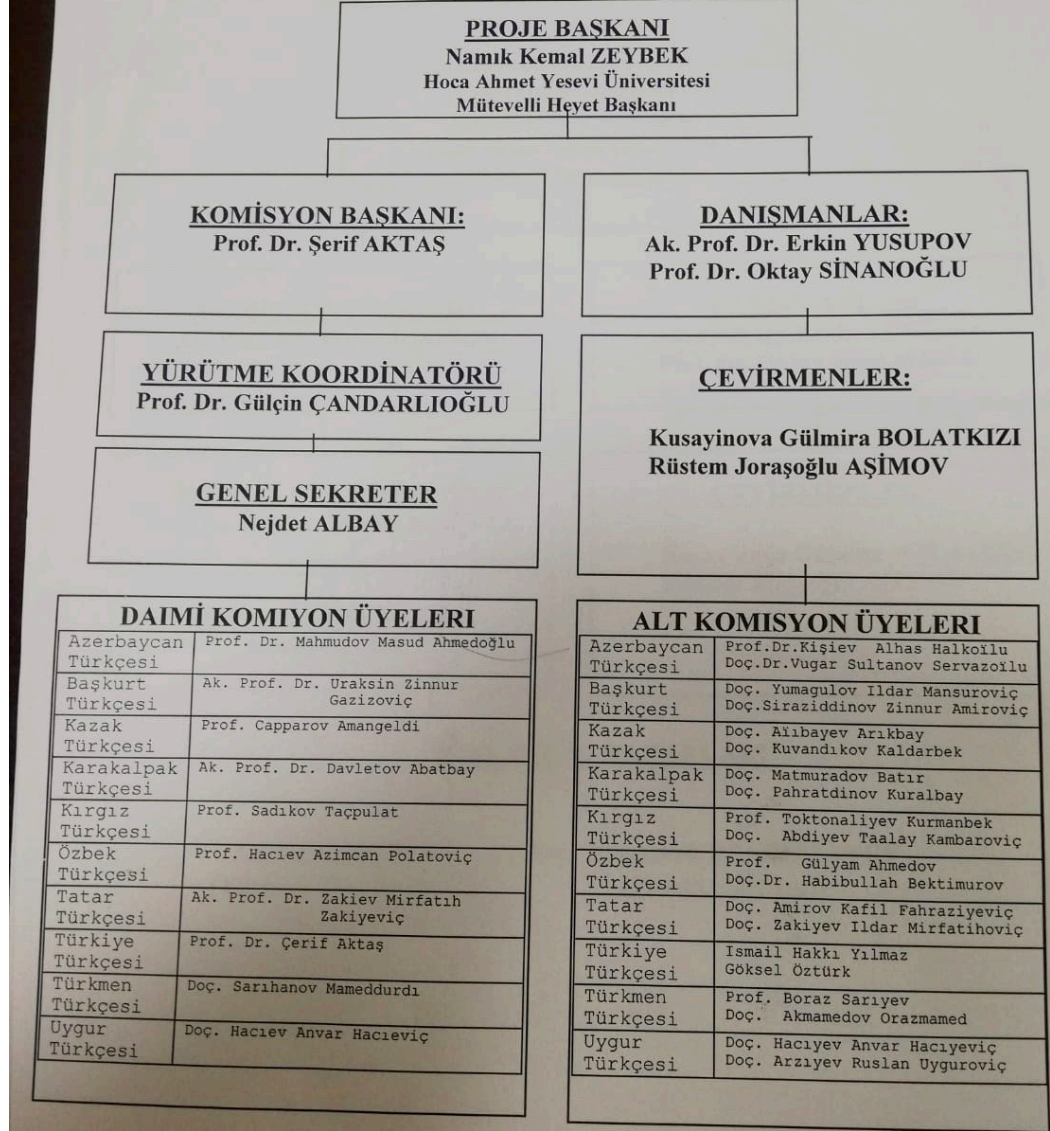 PROJE BAŞKANI
Namık Kemal ZEYBEK
Hoca Ahmet Yesevi Üniversitesi
Mütevelli Heyet Başkanı
KOMİSYON BAŞKANI:
Prof. Dr. Şerif AKTAŞ
DANIŞMANLAR:
Ak. Prof. Dr. Erkin YUSUPOV
Prof. Dr. Oktay SİNANOĞLU
YÜRÜTME KOORDİNATÖRÜ
Prof. Dr. Gülçin ÇANDARLIOĞLU
ÇEVİRMENLER:
Kusayinova Gülmira BOLATKIZI
Rüstem Joraşoğlu AŞİMOV
GENEL SEKRETER
Nejdet ALBAY
DAIMİ KOMIYON ÜYELERI
Azerbaycan Türkçesi
Prof. Dr. Mahmudov Masud Ahmedoğlu
Başkurt Türkçesi
Ak. Prof. Dr. Uraksin Zinnur
Gazizoviç
Kazak Türkçesi
Prof. Capparov Amangeldi
Karakalpak Türkçesi
Ak. Prof. Dr. Davletov Abatbay
Kırgız Türkçesi
Prof. Sadıkov Taçpulat
Özbek Türkçesi
Prof. Hacıev Azimcan Polatoviç
Tatar Türkçesi
Ak. Prof. Dr. Zakiev Mirfatıh
Zakiyeviç
Türkiye Türkçesi
Prof. Dr. Çerif Aktaş
Türkmen Türkçesi
Doç. Sarıhanov Mameddurdı
Uygur Türkçesi
Doç. Hacıev Anvar Hacıeviç
ALT KOMISYON ÜYELERI
Azerbaycan Türkçesi
Prof.Dr.Kişiev Alhas Halkoïlu
Doç.Dr.Vugar Sultanov Servazoïlu
Başkurt Türkçesi
Doç. Yumagulov Ildar Mansuroviç
Doç.Siraziddinov Zinnur Amiroviç
Kazak Türkçesi
Doç. Aïıbayev Arıkbay
Doç. Kuvandıkov Kaldarbek
Karakalpak Türkçesi
Doç. Matmuradov Batır
Doç. Pahratdinov Kuralbay
Kırgız Türkçesi
Prof. Toktonaliyev Kurmanbek
Doç. Abdiyev Taalay Kambaroviç
Özbek Türkçesi
Prof. Gülyam Ahmedov
Doç.Dr. Habibullah Bektimurov
Tatar Türkçesi
Doç. Amirov Kafil Fahraziyeviç
Doç. Zakiyev Ildar Mirfatihoviç
Türkiye Türkçesi
Ismail Hakkı Yılmaz
Göksel Öztürk
Türkmen Türkçesi
Prof. Boraz Sarıyev
Doç. Akmamedov Orazmamed
Uygur Türkçesi
Doç. Hacıyev Anvar Hacıyeviç
Doç. Arzıyev Ruslan Uyguroviç